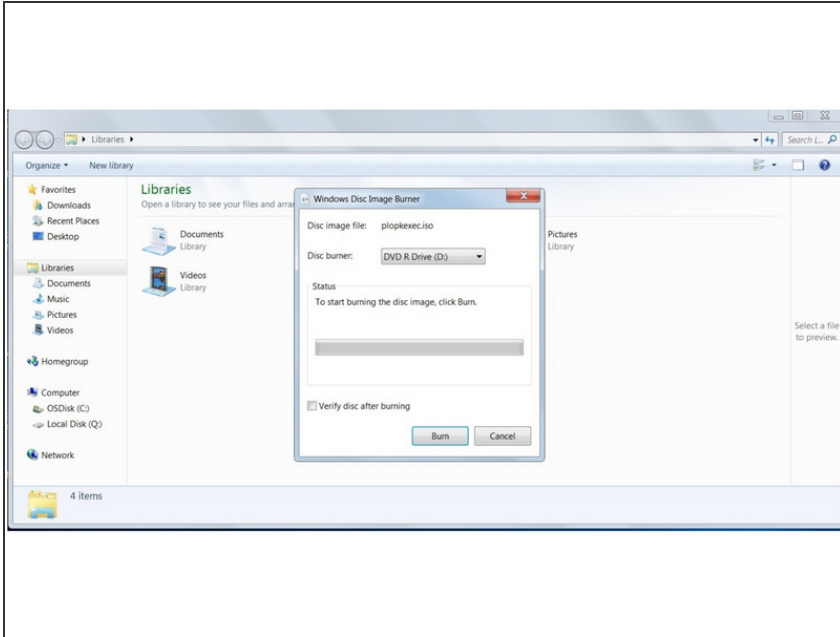 Libraries
Search L...
Organize
New library
Favorites
Downloads
Recent Places
Desktop
Libraries
Documents
Music
Pictures
Videos
Homegroup
Computer
OSDisk (C:)
Local Disk (Q:)
Network
Libraries
Open a library to see your files and arra
Documents
Library
Videos
Library
Pictures
Library
Windows Disc Image Burner
Disc image file: plopkexec.iso
Disc burner: DVD R Drive (D:)
Status
To start burning the disc image, click Burn.
Verify disc after burning
Burn Cancel
Select a file
to preview.
4 items